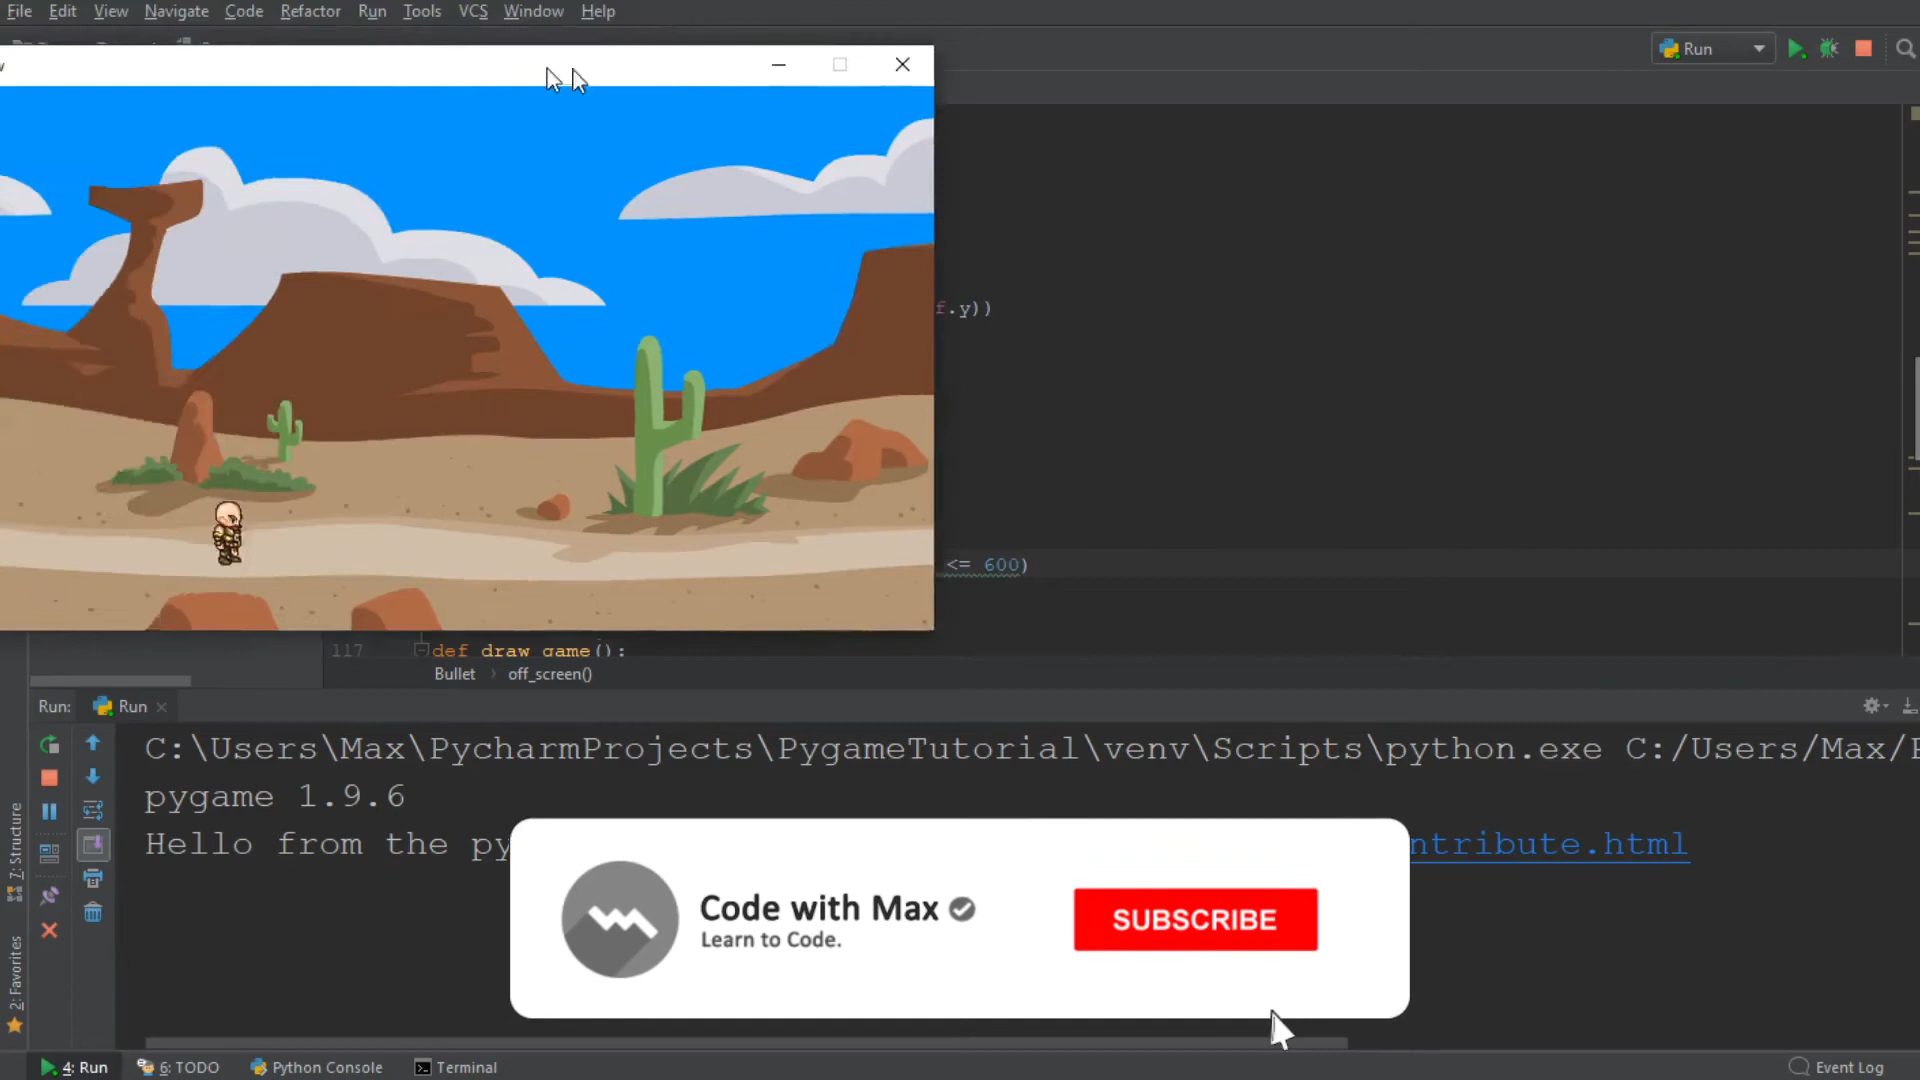 File Edit View Navigate Code Refactor Run Tools VCS Window Help
Run
f.y))
<= 600)
117 def draw_game():
Bullet › off_screen()
Run: Run
C:\Users\Max\PycharmProjects\PygameTutorial\venv\Scripts\python.exe C:/Users/Max/P
pygame 1.9.6
Hello from the py
ntribute.html
Code with Max
Learn to Code.
SUBSCRIBE
7: Structure
2: Favorites
4: Run 6: TODO Python Console Terminal Event Log